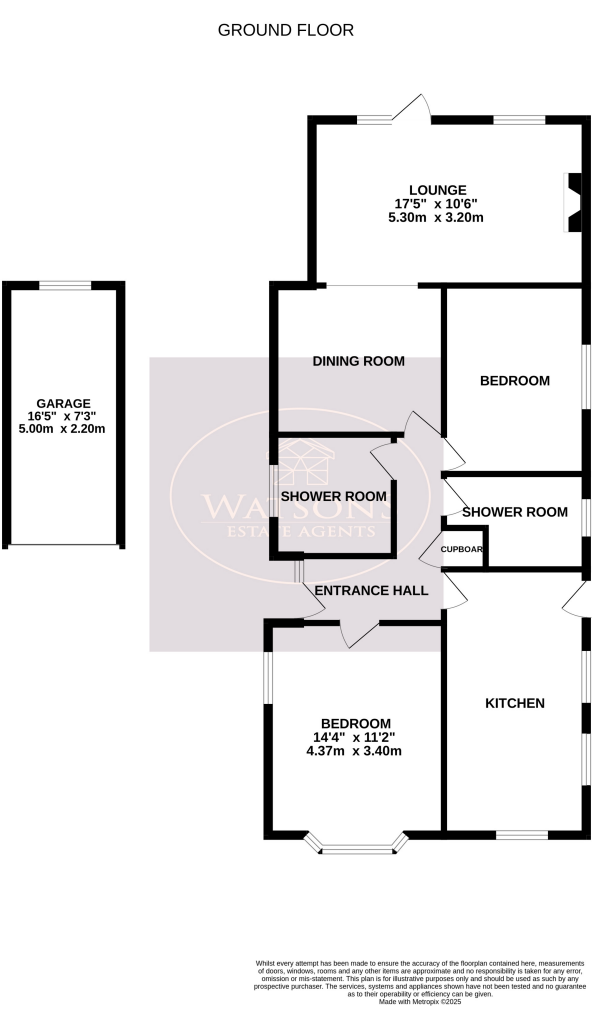 GROUND FLOOR
LOUNGE
17'5" x 10'6"
5.30m x 3.20m
DINING ROOM
BEDROOM
GARAGE
16'5" x 7'3"
5.00m x 2.20m
SHOWER ROOM
SHOWER ROOM
WATSONS
ESTATE AGENTS
CUPBOAR
ENTRANCE HALL
KITCHEN
BEDROOM
14'4" x 11'2"
4.37m x 3.40m
Whilst every attempt has been made to ensure the accuracy of the floorplan contained here, measurements
of doors, windows, rooms and any other items are approximate and no responsibility is taken for any error,
omission or mis-statement. This plan is for illustrative purposes only and should be used as such by any
prospective purchaser. The services, systems and appliances shown have not been tested and no guarantee
as to their operability or efficiency can be given.
Made with Metropix ©2025